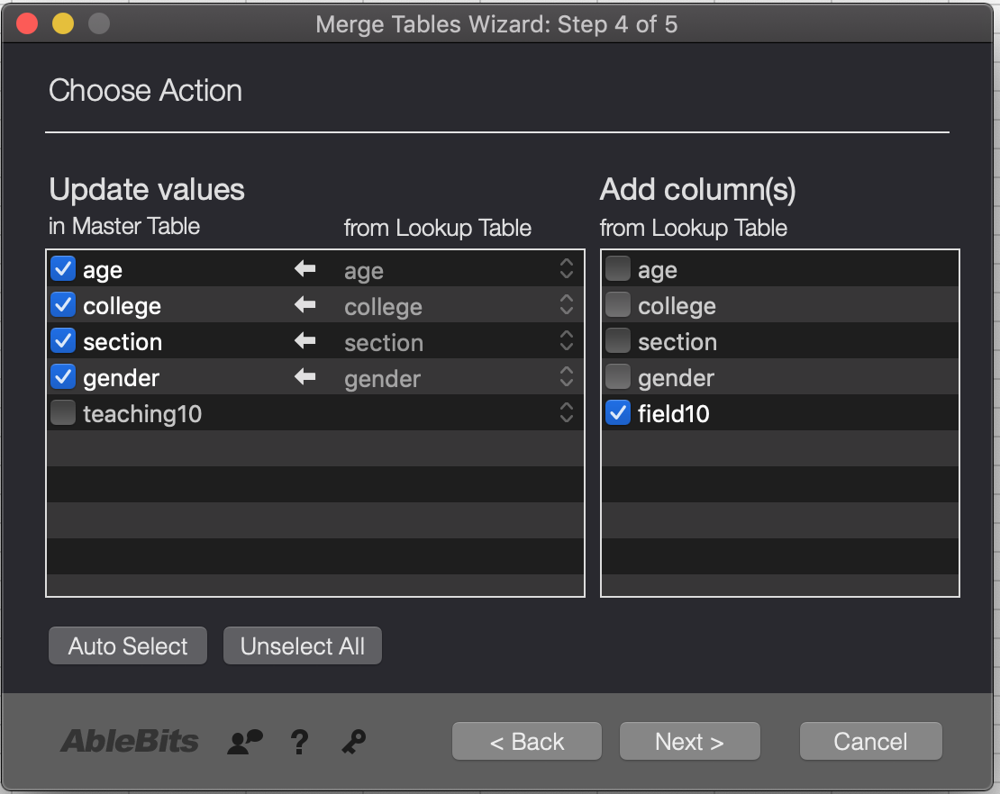 Merge Tables Wizard: Step 4 of 5
Choose Action
Update values
in Master Table
from Lookup Table
age age
college college
section section
gender gender
teaching10
Add column(s)
from Lookup Table
age
college
section
gender
field10
Auto Select Unselect All
AbleBits ? < Back Next > Cancel